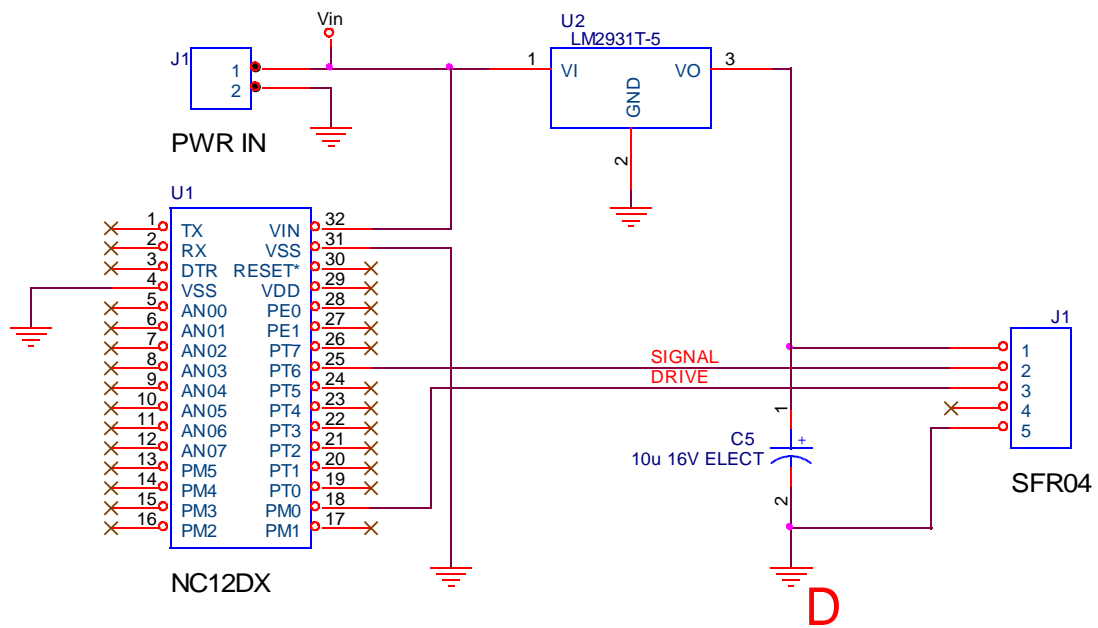 Vin
J1
1
2
PWR IN
U2
LM2931T-5
1 VI VO 3
GND
2
U1
1 TX VIN 32
2 RX VSS 31
3 DTR RESET* 30
4 VSS VDD 29
5 AN00 PE0 28
6 AN01 PE1 27
7 AN02 PT7 26
8 AN03 PT6 25
9 AN04 PT5 24
10 AN05 PT4 23
11 AN06 PT3 22
12 AN07 PT2 21
13 PM5 PT1 20
14 PM4 PT0 19
15 PM3 PM0 18
16 PM2 PM1 17
NC12DX
SIGNAL
DRIVE
1
+
C5
10u 16V ELECT
2
D
J1
1
2
3
4
5
SFR04